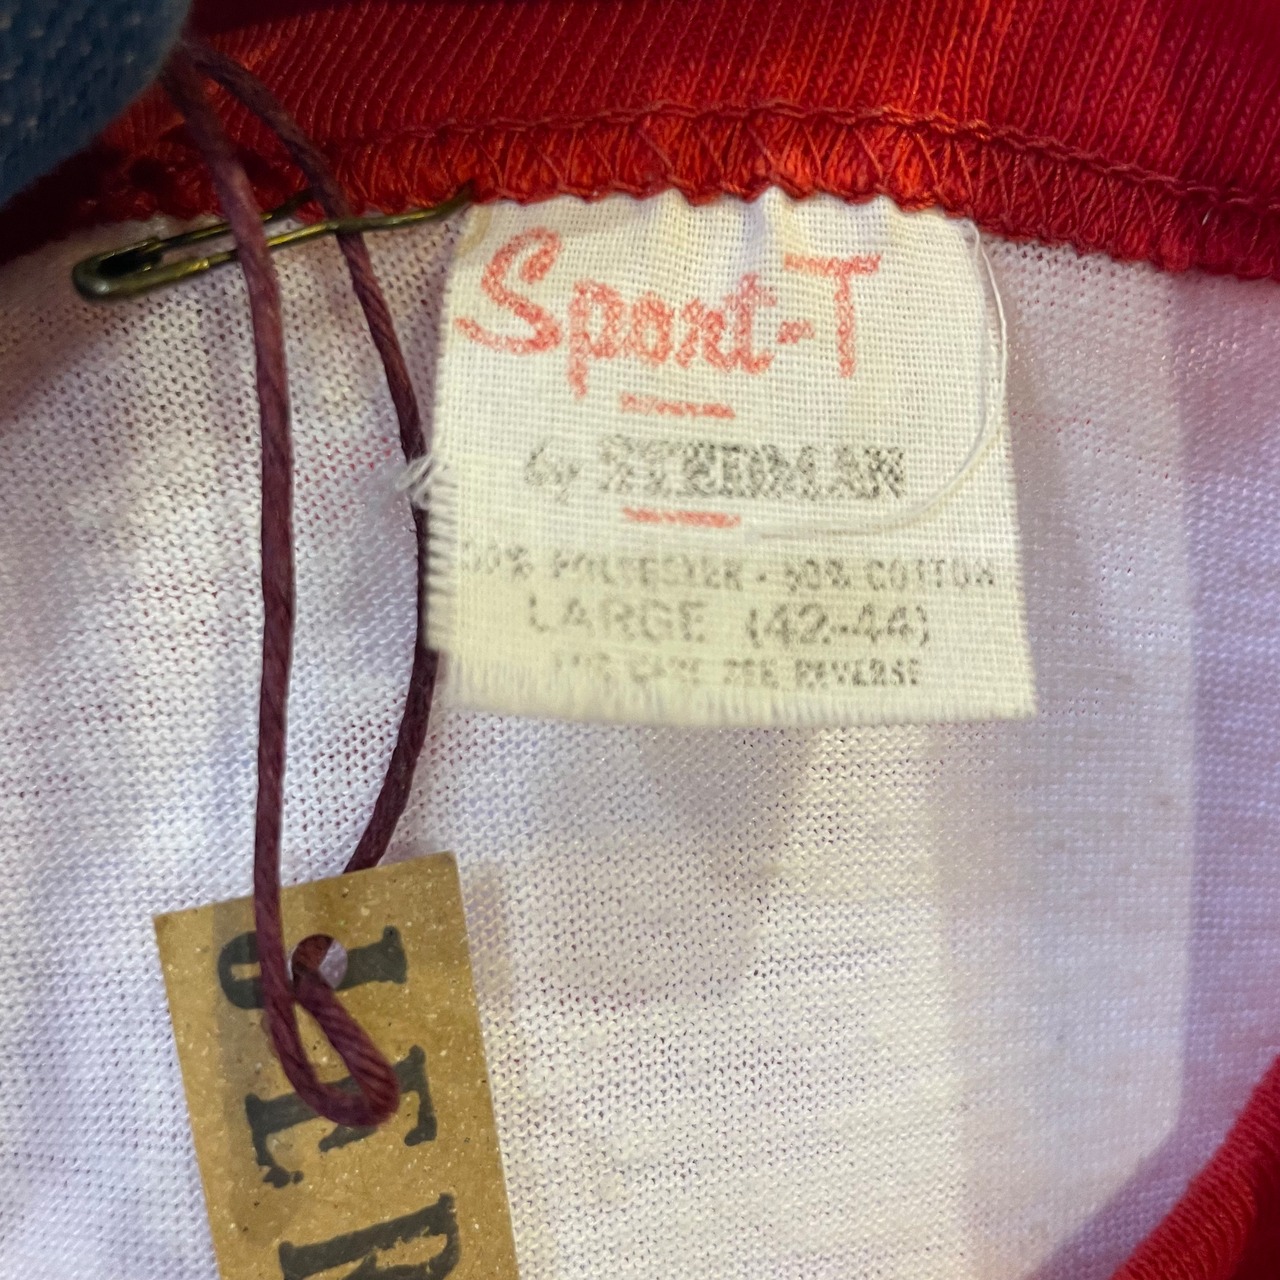 Sport-T
by STEDMAN
50% POLYESTER - 50% COTTON
LARGE (42-44)
FOR CARE SEE REVERSE